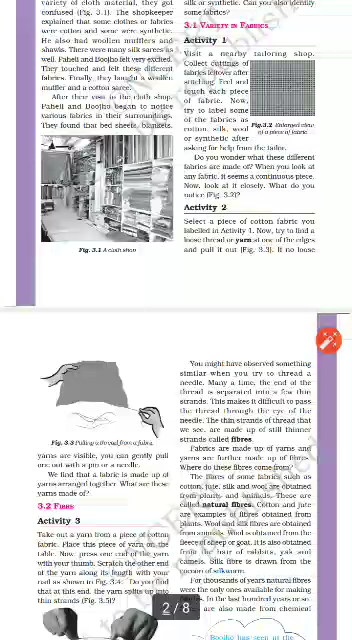 variety of cloth material, they got
confused (Fig. 3.1). The shopkeeper
explained that some clothes or fabrics
were cotton and some were synthetic.
He also had woollen mufflers and
shawls. There were many silk sarees as
well. Paheli and Boojho felt very excited.
They touched and felt these different
fabrics. Finally, they bought a woollen
muffler and a cotton saree.
After their visit to the cloth shop,
Paheli and Boojho began to notice
various fabrics in their surroundings.
They found that bed sheets, blankets,
Fig. 3.1 A cloth shop
silk or synthetic. Can you also identify
some fabrics?
3.1 VARIETY IN FABRICS
Activity 1
Visit a nearby tailoring shop.
Collect cuttings of
fabrics leftover after
stitching. Feel and
touch each piece
of fabric. Now,
try to label some
of the fabrics as
cotton, silk, wool
or synthetic after
asking for help from the tailor.
Fig.3.2 Enlarged view
of a piece of fabric
Do you wonder what these different
fabrics are made of? When you look at
any fabric, it seems a continuous piece.
Now, look at it closely. What do you
notice (Fig. 3.2)?
Activity 2
Select a piece of cotton fabric you
labelled in Activity 1. Now, try to find a
loose thread or yarn at one of the edges
and pull it out (Fig. 3.3). If no loose
Fig. 3.3 Pulling a thread from a fabric
yarns are visible, you can gently pull
one out with a pin or a needle.
We find that a fabric is made up of
yarns arranged together. What are these
yarns made of?
3.2 FIBRE
Activity 3
Take out a yarn from a piece of cotton
fabric. Place this piece of yarn on the
table. Now, press one end of the yarn
with your thumb. Scratch the other end
of the yarn along its length with your
nail as shown in Fig. 3.4. Do you find
that at this end, the yarn splits up into
thin strands (Fig. 3.5)?
You might have observed something
similar when you try to thread a
needle. Many a time, the end of the
thread is separated into a few thin
strands. This makes it difficult to pass
the thread through the eye of the
needle. The thin strands of thread that
we see, are made up of still thinner
strands called fibres.
Fabrics are made up of yarns and
yarns are further made up of fibres.
Where do these fibres come from?
The fibres of some fabrics such as
cotton, jute, silk and wool are obtained
from plants and animals. These are
called natural fibres. Cotton and jute
are examples of fibres obtained from
plants. Wool and silk fibres are obtained
from animals. Wool is obtained from the
fleece of sheep or goat. It is also obtained
from the hair of rabbits, yak and
camels. Silk fibre is drawn from the
cocoon of silkworm.
For thousands of years natural fibres
were the only ones available for making
fabrics. In the last hundred years or so,
are also made from chemical
2 / 8
Boojho has seen in the